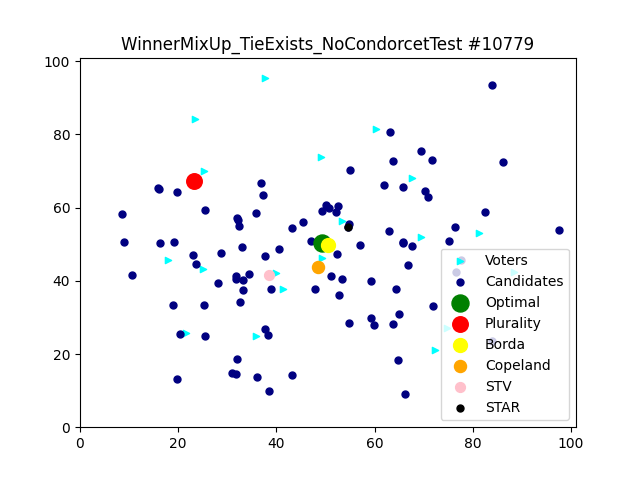 WinnerMixUp_TieExists_NoCondorcetTest #10779
100
80
60
40
20
0
0 20 40 60 80 100
Voters
Candidates
Optimal
Plurality
Borda
Copeland
STV
STAR